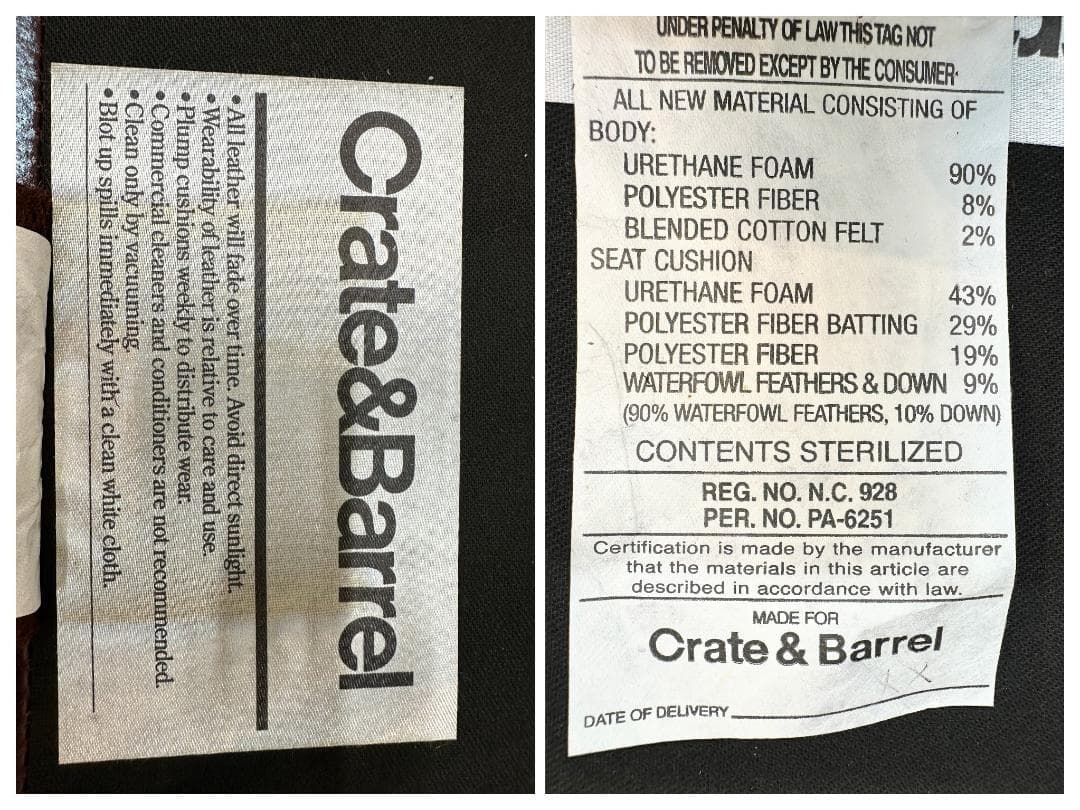 Crate&Barrel
• All leather will fade over time. Avoid direct sunlight.
• Wearability of leather is relative to care and use.
• Plump cushions weekly to distribute wear.
• Commercial cleaners and conditioners are not recommended.
• Clean only by vacuuming.
• Blot up spills immediately with a clean white cloth.
UNDER PENALTY OF LAW THIS TAG NOT
TO BE REMOVED EXCEPT BY THE CONSUMER
ALL NEW MATERIAL CONSISTING OF
BODY:
URETHANE FOAM 90%
POLYESTER FIBER 8%
BLENDED COTTON FELT 2%
SEAT CUSHION
URETHANE FOAM 43%
POLYESTER FIBER BATTING 29%
POLYESTER FIBER 19%
WATERFOWL FEATHERS & DOWN 9%
(90% WATERFOWL FEATHERS, 10% DOWN)
CONTENTS STERILIZED
REG. NO. N.C. 928
PER. NO. PA-6251
Certification is made by the manufacturer
that the materials in this article are
described in accordance with law.
MADE FOR
Crate & Barrel
DATE OF DELIVERY